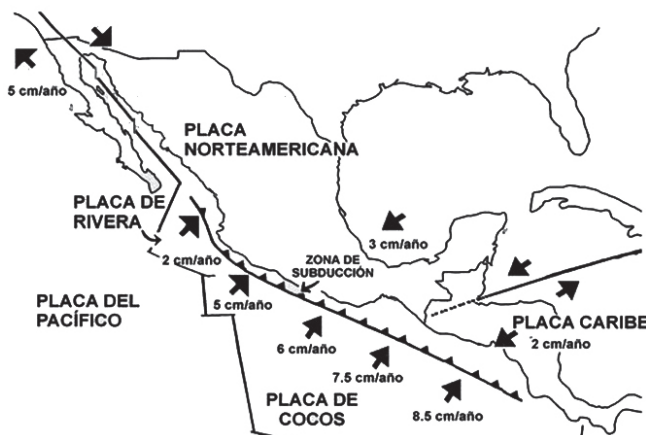 5 cm/año
PLACA
NORTEAMERICANA
PLACA DE
RIVERA
3 cm/año
2 cm/año
ZONA DE
SUBDUCCIÓN
5 cm/año
PLACA DEL
PACÍFICO
PLACA CARIBE
2 cm/año
6 cm/año
7.5 cm/año
PLACA DE
COCOS
8.5 cm/año